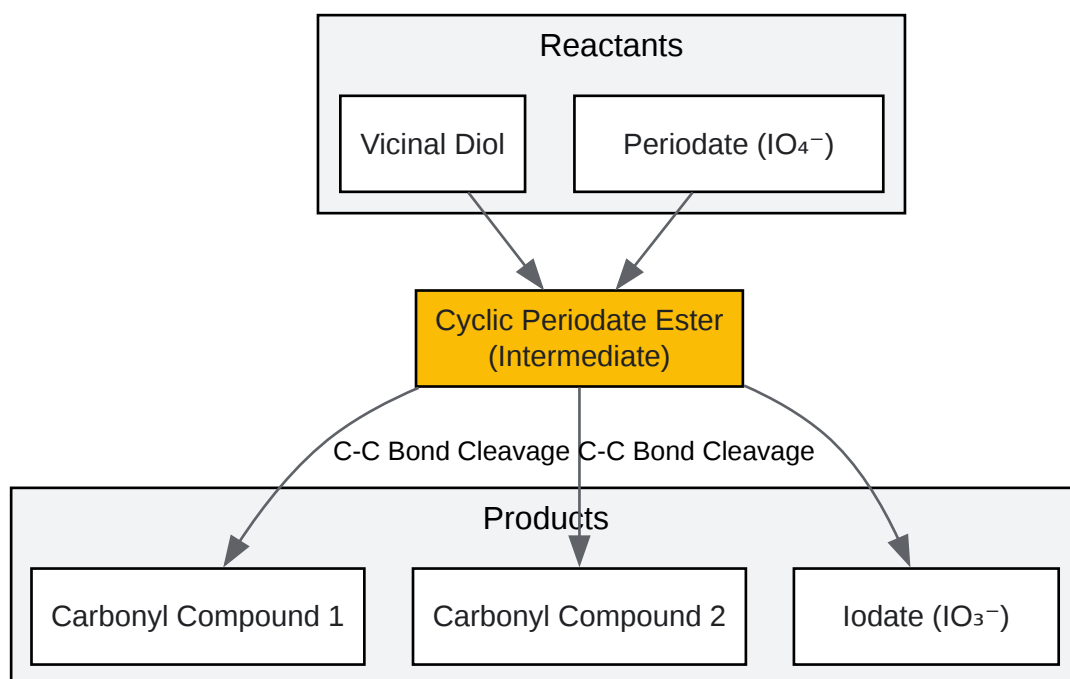 Reactants
Vicinal Diol
Periodate (IO₄⁻)
Cyclic Periodate Ester
(Intermediate)
C-C Bond Cleavage
C-C Bond Cleavage
Products
Carbonyl Compound 1
Carbonyl Compound 2
Iodate (IO₃⁻)